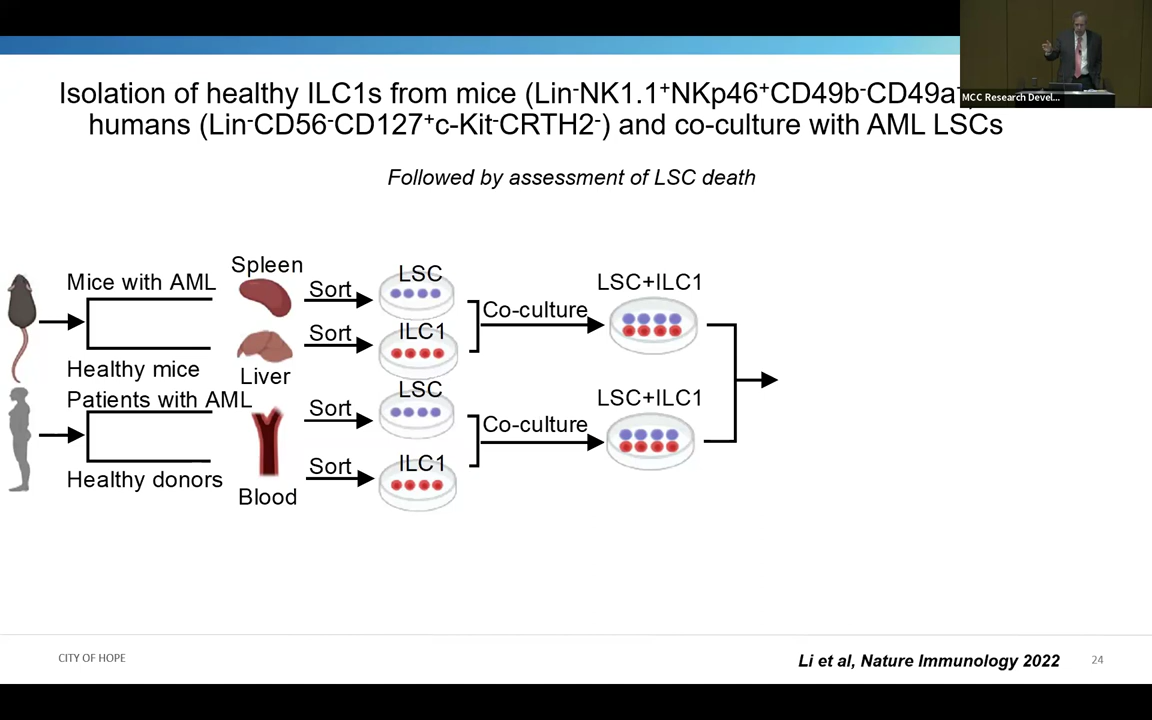 Isolation of healthy ILC1s from mice (Lin⁻NK1.1⁺NKp46⁺CD49b⁻CD49a⁺
humans (Lin⁻CD56⁻CD127⁺c-Kit⁻CRTH2⁻) and co-culture with AML LSCs
Followed by assessment of LSC death
MCC Research Devel...
Mice with AML
Spleen
Sort
LSC
Healthy mice
Liver
Sort
ILC1
Co-culture
LSC+ILC1
Patients with AML
Sort
LSC
Healthy donors
Blood
Sort
ILC1
Co-culture
LSC+ILC1
CITY OF HOPE
Li et al, Nature Immunology 2022
24